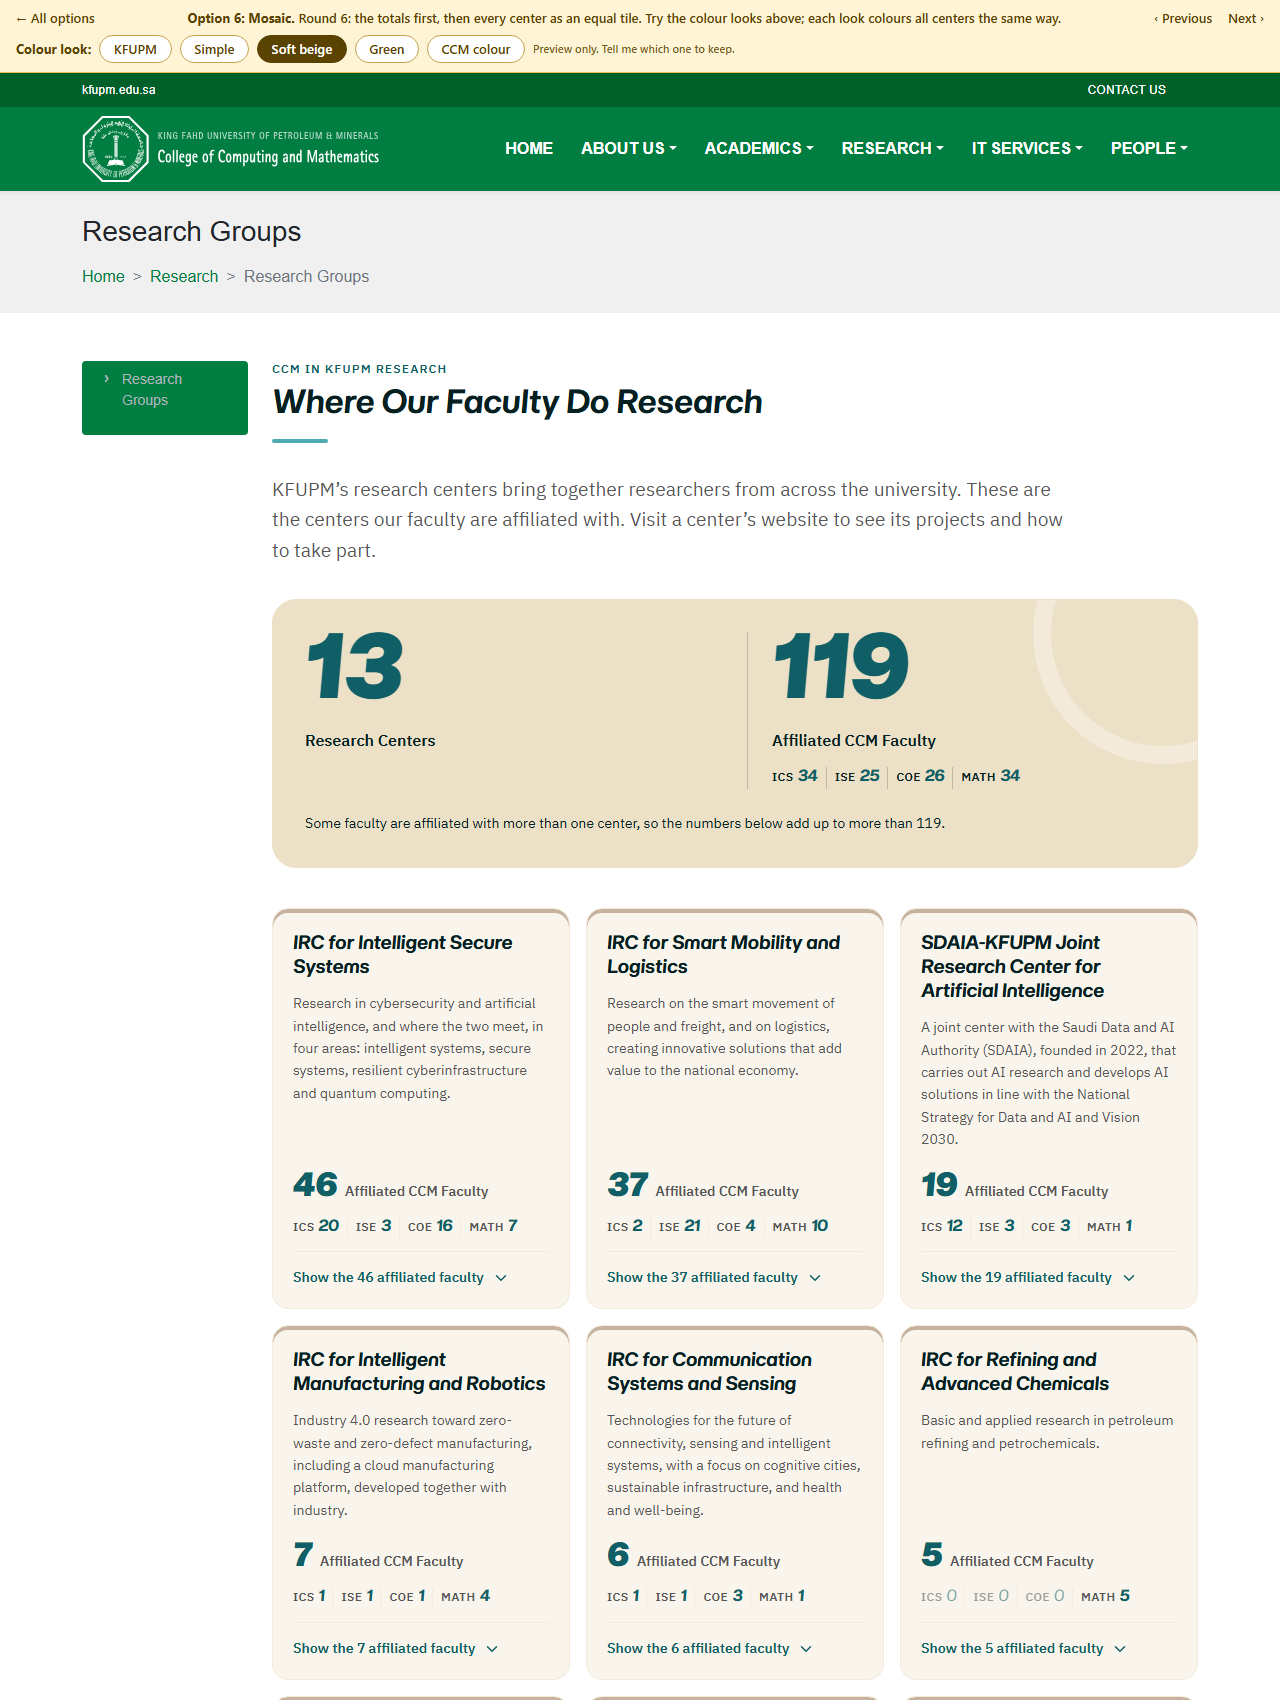 ← All options
Option 6: Mosaic. Round 6: the totals first, then every center as an equal tile. Try the colour looks above; each look colours all centers the same way.
‹ Previous Next ›
Colour look: KFUPM Simple Soft beige Green CCM colour Preview only. Tell me which one to keep.
kfupm.edu.sa
CONTACT US
KING FAHD UNIVERSITY OF PETROLEUM & MINERALS
College of Computing and Mathematics
HOME ABOUT US ACADEMICS RESEARCH IT SERVICES PEOPLE
Research Groups
Home > Research > Research Groups
› Research
Groups
CCM IN KFUPM RESEARCH
Where Our Faculty Do Research
KFUPM’s research centers bring together researchers from across the university. These are
the centers our faculty are affiliated with. Visit a center’s website to see its projects and how
to take part.
13
Research Centers
119
Affiliated CCM Faculty
ICS 34 ISE 25 COE 26 MATH 34
Some faculty are affiliated with more than one center, so the numbers below add up to more than 119.
IRC for Intelligent Secure
Systems
Research in cybersecurity and artificial
intelligence, and where the two meet, in
four areas: intelligent systems, secure
systems, resilient cyberinfrastructure
and quantum computing.
46 Affiliated CCM Faculty
ICS 20 ISE 3 COE 16 MATH 7
Show the 46 affiliated faculty
IRC for Smart Mobility and
Logistics
Research on the smart movement of
people and freight, and on logistics,
creating innovative solutions that add
value to the national economy.
37 Affiliated CCM Faculty
ICS 2 ISE 21 COE 4 MATH 10
Show the 37 affiliated faculty
SDAIA-KFUPM Joint
Research Center for
Artificial Intelligence
A joint center with the Saudi Data and AI
Authority (SDAIA), founded in 2022, that
carries out AI research and develops AI
solutions in line with the National
Strategy for Data and AI and Vision
2030.
19 Affiliated CCM Faculty
ICS 12 ISE 3 COE 3 MATH 1
Show the 19 affiliated faculty
IRC for Intelligent
Manufacturing and Robotics
Industry 4.0 research toward zero-
waste and zero-defect manufacturing,
including a cloud manufacturing
platform, developed together with
industry.
7 Affiliated CCM Faculty
ICS 1 ISE 1 COE 1 MATH 4
Show the 7 affiliated faculty
IRC for Communication
Systems and Sensing
Technologies for the future of
connectivity, sensing and intelligent
systems, with a focus on cognitive cities,
sustainable infrastructure, and health
and well-being.
6 Affiliated CCM Faculty
ICS 1 ISE 1 COE 3 MATH 1
Show the 6 affiliated faculty
IRC for Refining and
Advanced Chemicals
Basic and applied research in petroleum
refining and petrochemicals.
5 Affiliated CCM Faculty
ICS 0 ISE 0 COE 0 MATH 5
Show the 5 affiliated faculty